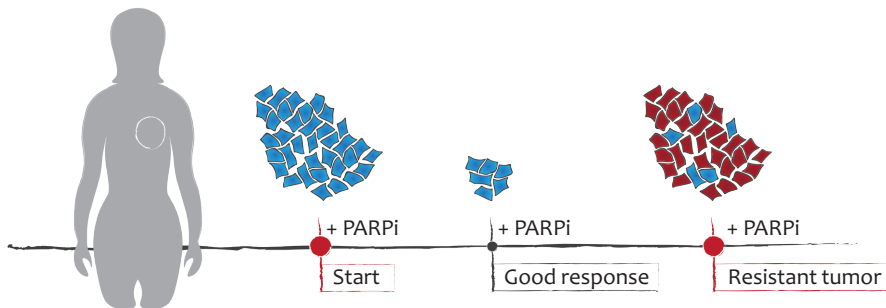 + PARPi
+ PARPi
+ PARPi
Start
Good response
Resistant tumor